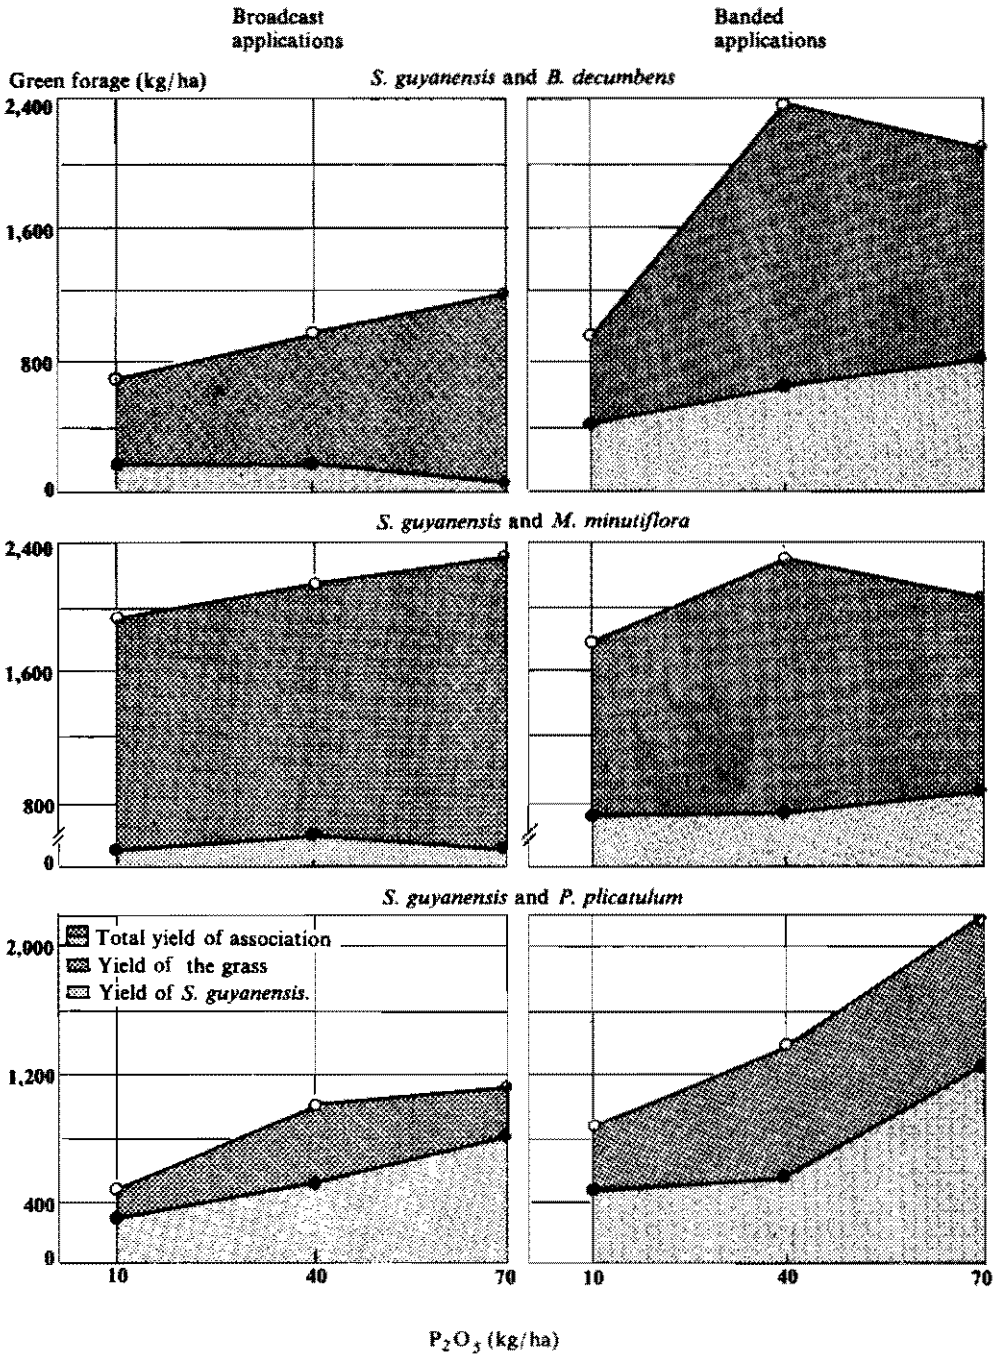 Broadcast
applications
Banded
applications
Green forage (kg/ha)
S. guyanensis and B. decumbens
2,400
1,600
800
0
S. guyanensis and M. minutiflora
2,400
1,600
800
0
S. guyanensis and P. plicatulum
2,000
1,200
400
0
Total yield of association
Yield of the grass
Yield of S. guyanensis.
10 40 70 10 40 70
P₂O₅ (kg/ha)